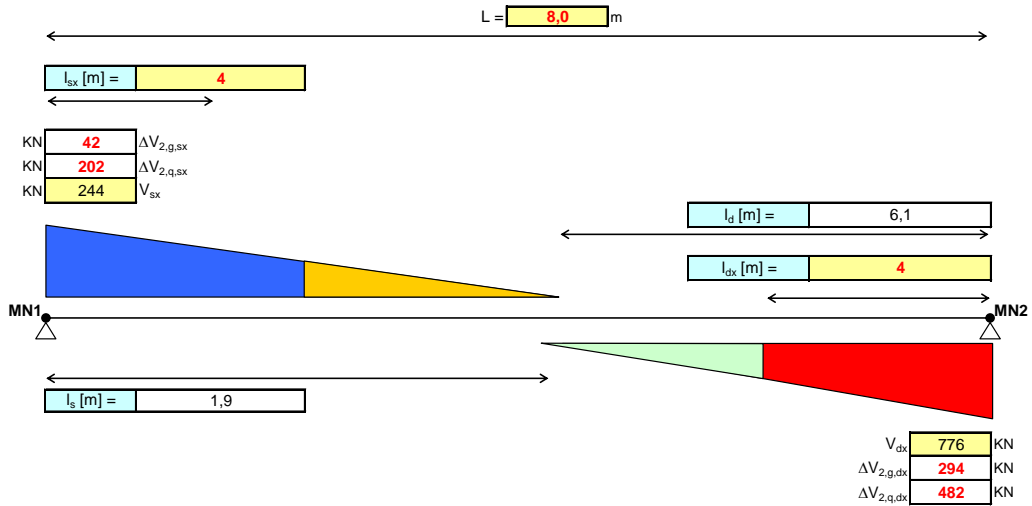 L = 8,0 m
l_sx [m] = 4
KN 42 ΔV_2,g,sx
KN 202 ΔV_2,q,sx
KN 244 V_sx
l_d [m] = 6,1
l_dx [m] = 4
MN1 MN2
l_s [m] = 1,9
V_dx 776 KN
ΔV_2,g,dx 294 KN
ΔV_2,q,dx 482 KN